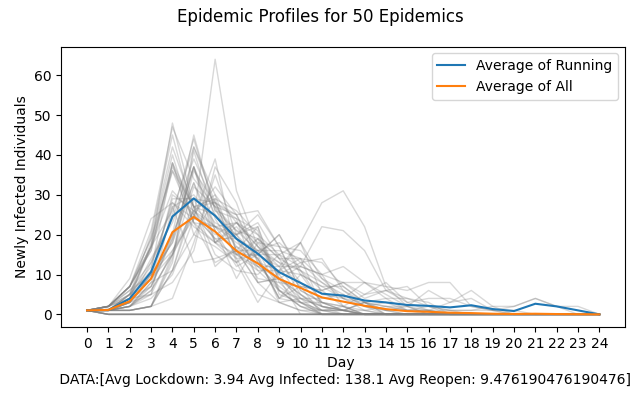 Epidemic Profiles for 50 Epidemics
Average of Running
Average of All
Newly Infected Individuals
60
50
40
30
20
10
0
0 1 2 3 4 5 6 7 8 9 10 11 12 13 14 15 16 17 18 19 20 21 22 23 24
Day
DATA:[Avg Lockdown: 3.94 Avg Infected: 138.1 Avg Reopen: 9.476190476190476]